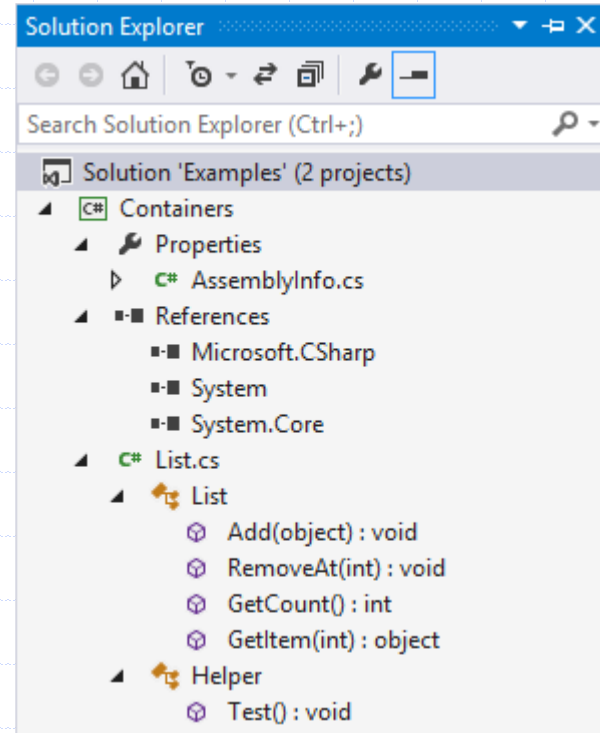 Solution Explorer
Search Solution Explorer (Ctrl+;)
Solution 'Examples' (2 projects)
C# Containers
Properties
C# AssemblyInfo.cs
References
Microsoft.CSharp
System
System.Core
C# List.cs
List
Add(object) : void
RemoveAt(int) : void
GetCount() : int
GetItem(int) : object
Helper
Test() : void